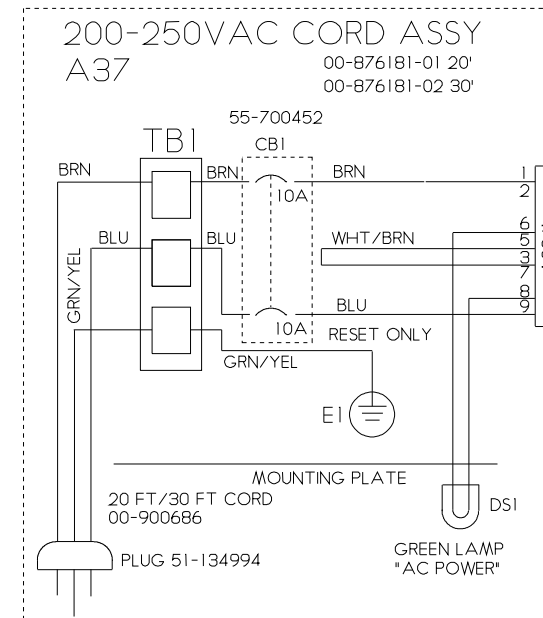 200-250VAC CORD ASSY
A37
00-876181-01 20'
00-876181-02 30'
55-700452
CB1
TB1
BRN
BRN
BRN
10A
1
2
BLU
BLU
WHT/BRN
6
5
3
7
GRN/YEL
BLU
8
9
10A
RESET ONLY
GRN/YEL
E1
MOUNTING PLATE
20 FT/30 FT CORD
00-900686
DS1
PLUG 51-134994
GREEN LAMP
"AC POWER"